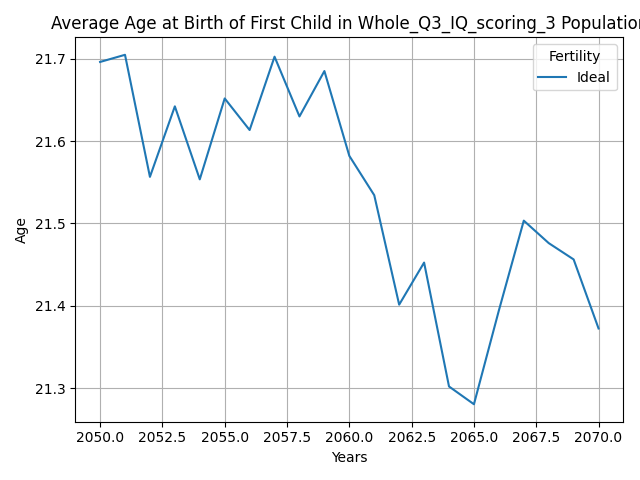 Average Age at Birth of First Child in Whole_Q3_IQ_scoring_3 Population
Fertility
Ideal
21.7
21.6
21.5
21.4
21.3
Age
2050.0 2052.5 2055.0 2057.5 2060.0 2062.5 2065.0 2067.5 2070.0
Years